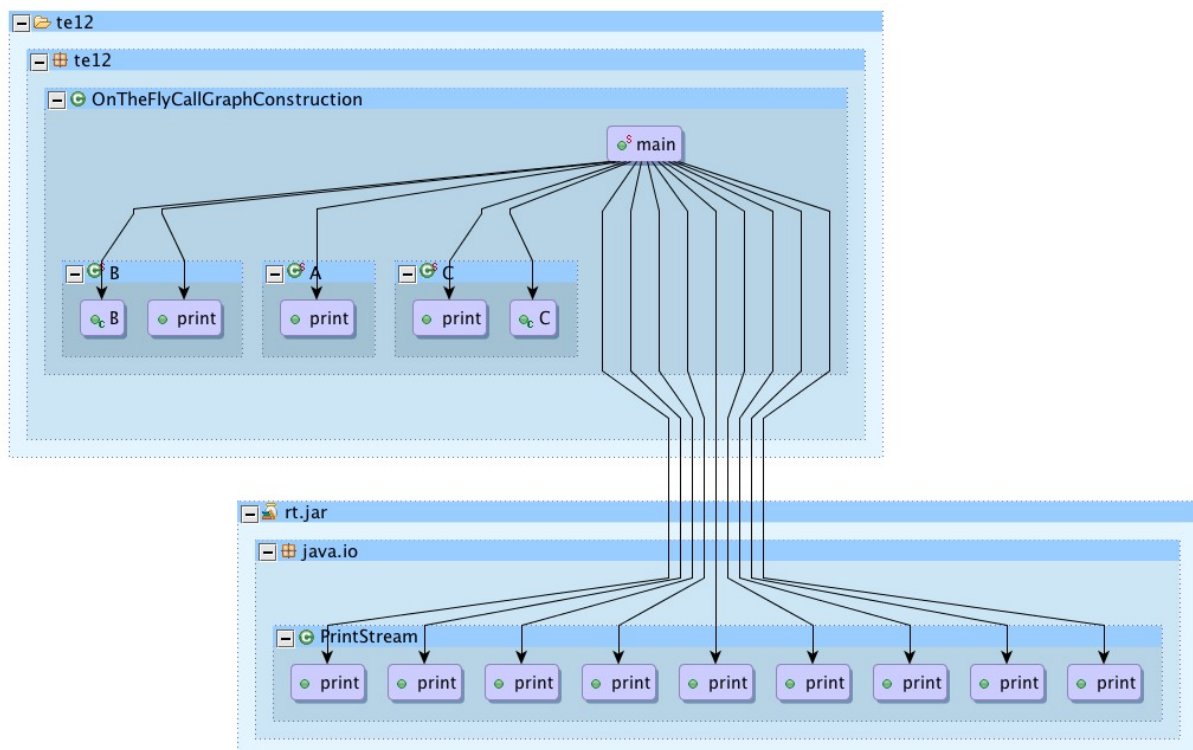 te12
te12
OnTheFlyCallGraphConstruction
main
B A C
B print print print C
rt.jar
java.io
PrintStream
print print print print print print print print print